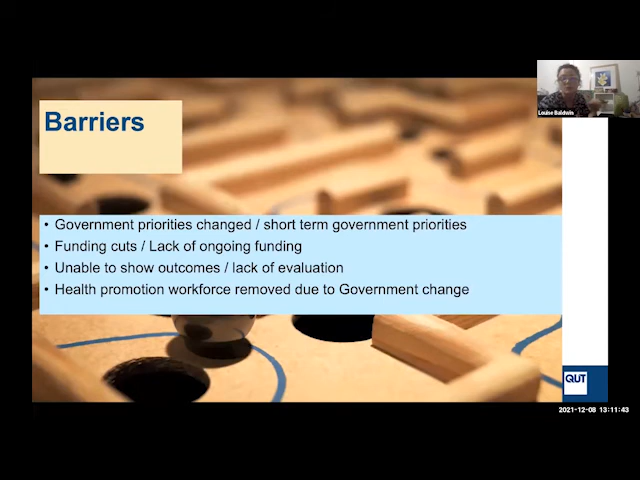 Louise Baldwin
Barriers
• Government priorities changed / short term government priorities
• Funding cuts / Lack of ongoing funding
• Unable to show outcomes / lack of evaluation
• Health promotion workforce removed due to Government change
QUT
2021-12-08 13:11:43